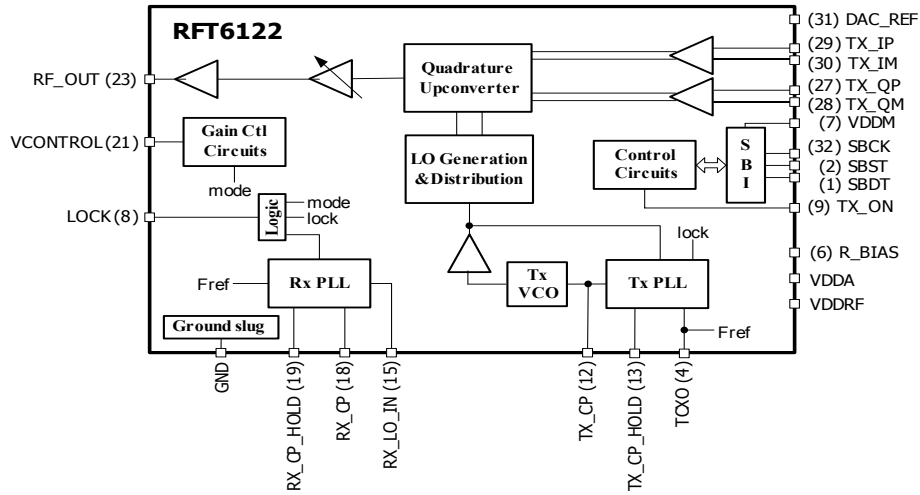 RFT6122
(31) DAC_REF
(29) TX_IP
(30) TX_IM
(27) TX_QP
(28) TX_QM
(7) VDDM
(32) SBCK
(2) SBST
(1) SBDT
(9) TX_ON
(6) R_BIAS
VDDA
VDDRF
RF_OUT (23)
VCONTROL (21)
LOCK (8)
Quadrature
Upconverter
Gain Ctl
Circuits
mode
LO Generation
&Distribution
Control
Circuits
S
B
I
Logic
mode
lock
Fref
Rx PLL
Tx
VCO
Tx PLL
lock
Fref
Ground slug
GND
RX_CP_HOLD (19)
RX_CP (18)
RX_LO_IN (15)
TX_CP (12)
TX_CP_HOLD (13)
TCXO (4)